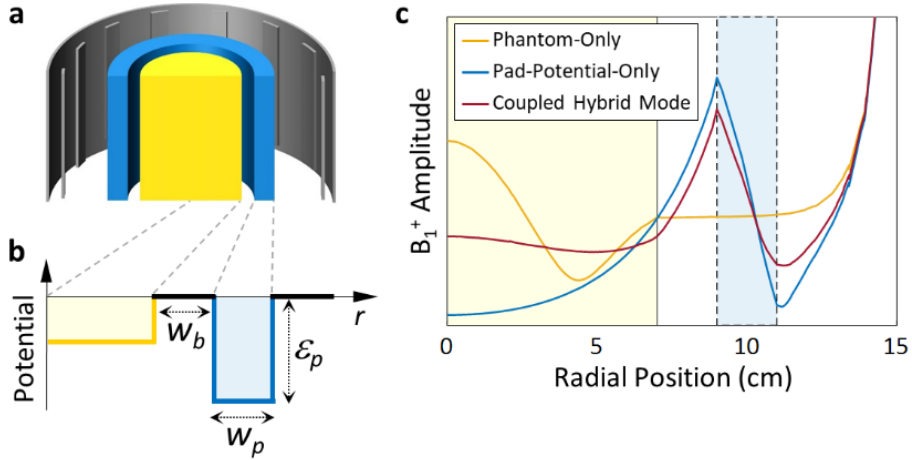 a
b
Potential
w_b
ε_p
w_p
r
c
Phantom-Only
Pad-Potential-Only
Coupled Hybrid Mode
B₁⁺ Amplitude
0
5
10
15
Radial Position (cm)